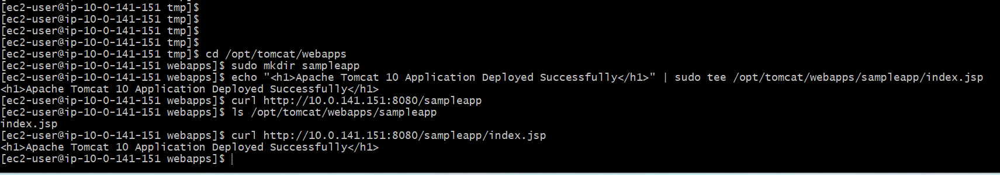 [ec2-user@ip-10-0-141-151 tmp]$
[ec2-user@ip-10-0-141-151 tmp]$
[ec2-user@ip-10-0-141-151 tmp]$
[ec2-user@ip-10-0-141-151 tmp]$
[ec2-user@ip-10-0-141-151 tmp]$ cd /opt/tomcat/webapps
[ec2-user@ip-10-0-141-151 webapps]$ sudo mkdir sampleapp
[ec2-user@ip-10-0-141-151 webapps]$ echo "<h1>Apache Tomcat 10 Application Deployed Successfully</h1>" | sudo tee /opt/tomcat/webapps/sampleapp/index.jsp
<h1>Apache Tomcat 10 Application Deployed Successfully</h1>
[ec2-user@ip-10-0-141-151 webapps]$ curl http://10.0.141.151:8080/sampleapp
[ec2-user@ip-10-0-141-151 webapps]$ ls /opt/tomcat/webapps/sampleapp
index.jsp
[ec2-user@ip-10-0-141-151 webapps]$ curl http://10.0.141.151:8080/sampleapp/index.jsp
<h1>Apache Tomcat 10 Application Deployed Successfully</h1>
[ec2-user@ip-10-0-141-151 webapps]$